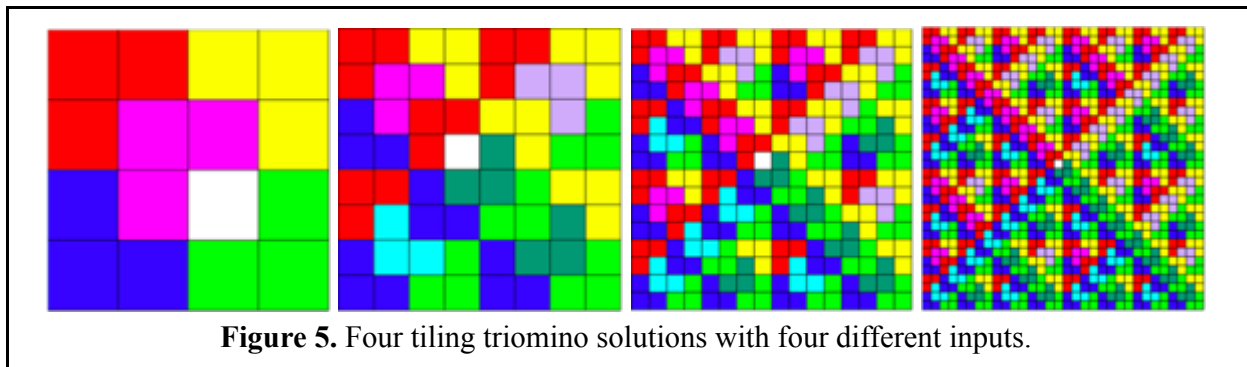 Figure 5. Four tiling triomino solutions with four different inputs.